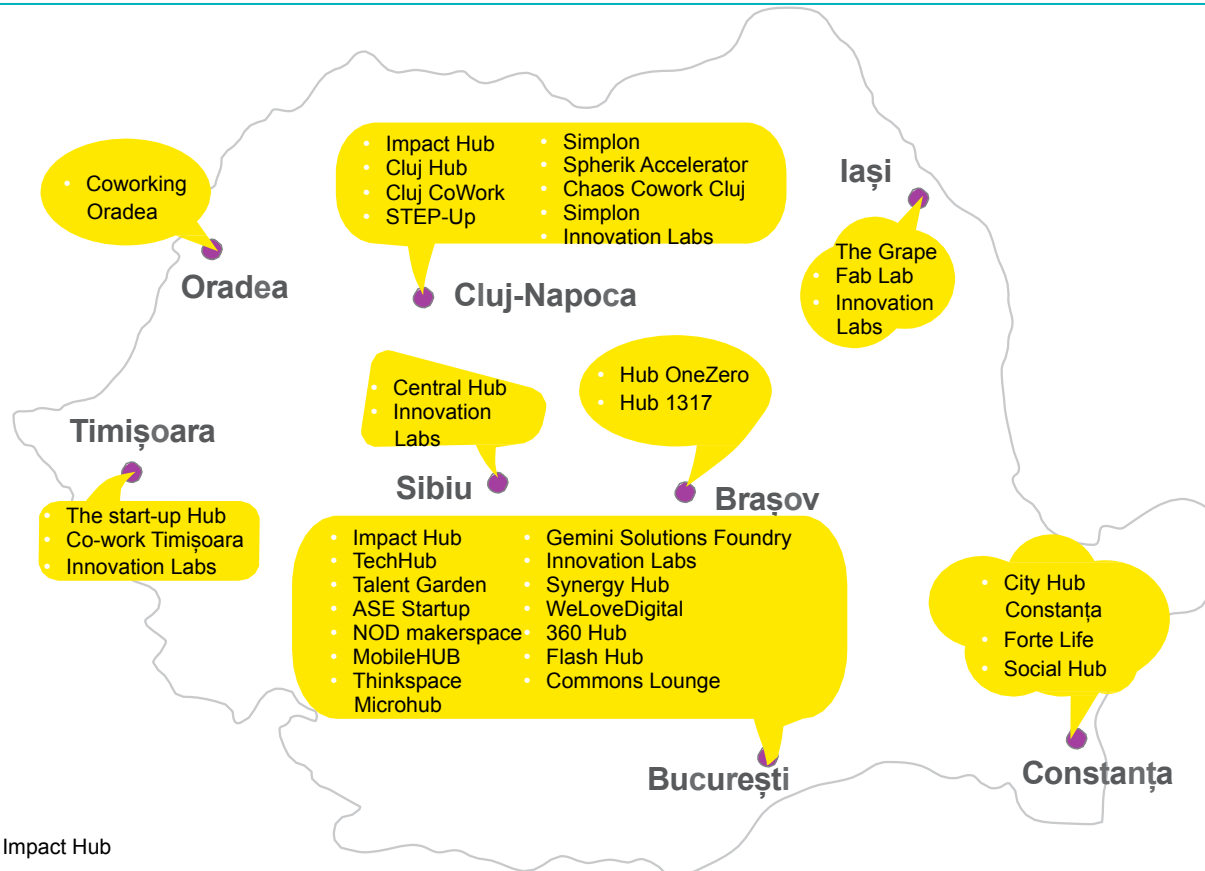 Impact Hub
Cluj Hub
Cluj CoWork
STEP-Up
Simplon
Spherik Accelerator
Chaos Cowork Cluj
Simplon
Innovation Labs
Cluj-Napoca
Coworking
Oradea
Oradea
Iași
The Grape
Fab Lab
Innovation
Labs
Central Hub
Innovation
Labs
Sibiu
Hub OneZero
Hub 1317
Brașov
Timișoara
The start-up Hub
Co-work Timișoara
Innovation Labs
Impact Hub
TechHub
Talent Garden
ASE Startup
NOD makerspace
MobileHUB
Thinkspace
Microhub
Gemini Solutions Foundry
Innovation Labs
Synergy Hub
WeLoveDigital
360 Hub
Flash Hub
Commons Lounge
București
City Hub
Constanța
Forte Life
Social Hub
Constanța
Impact Hub